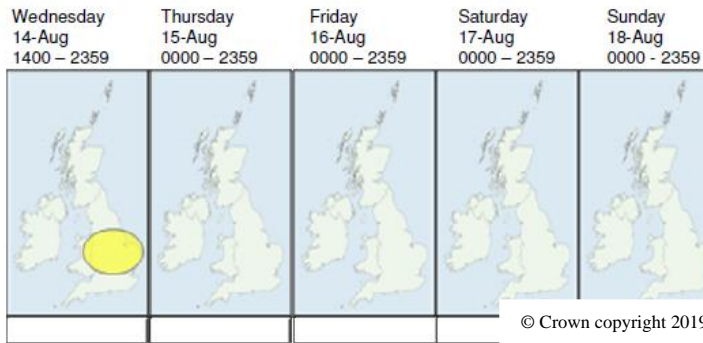 Wednesday
14-Aug
1400 – 2359
Thursday
15-Aug
0000 – 2359
Friday
16-Aug
0000 – 2359
Saturday
17-Aug
0000 – 2359
Sunday
18-Aug
0000 - 2359
© Crown copyright 2019